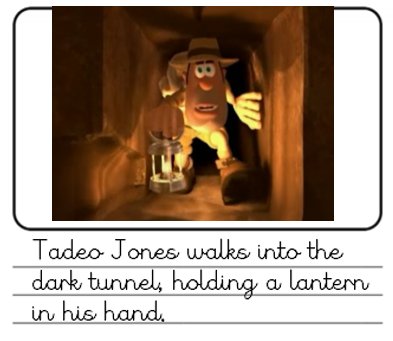 Tadeo Jones walks into the
dark tunnel, holding a lantern
in his hand.